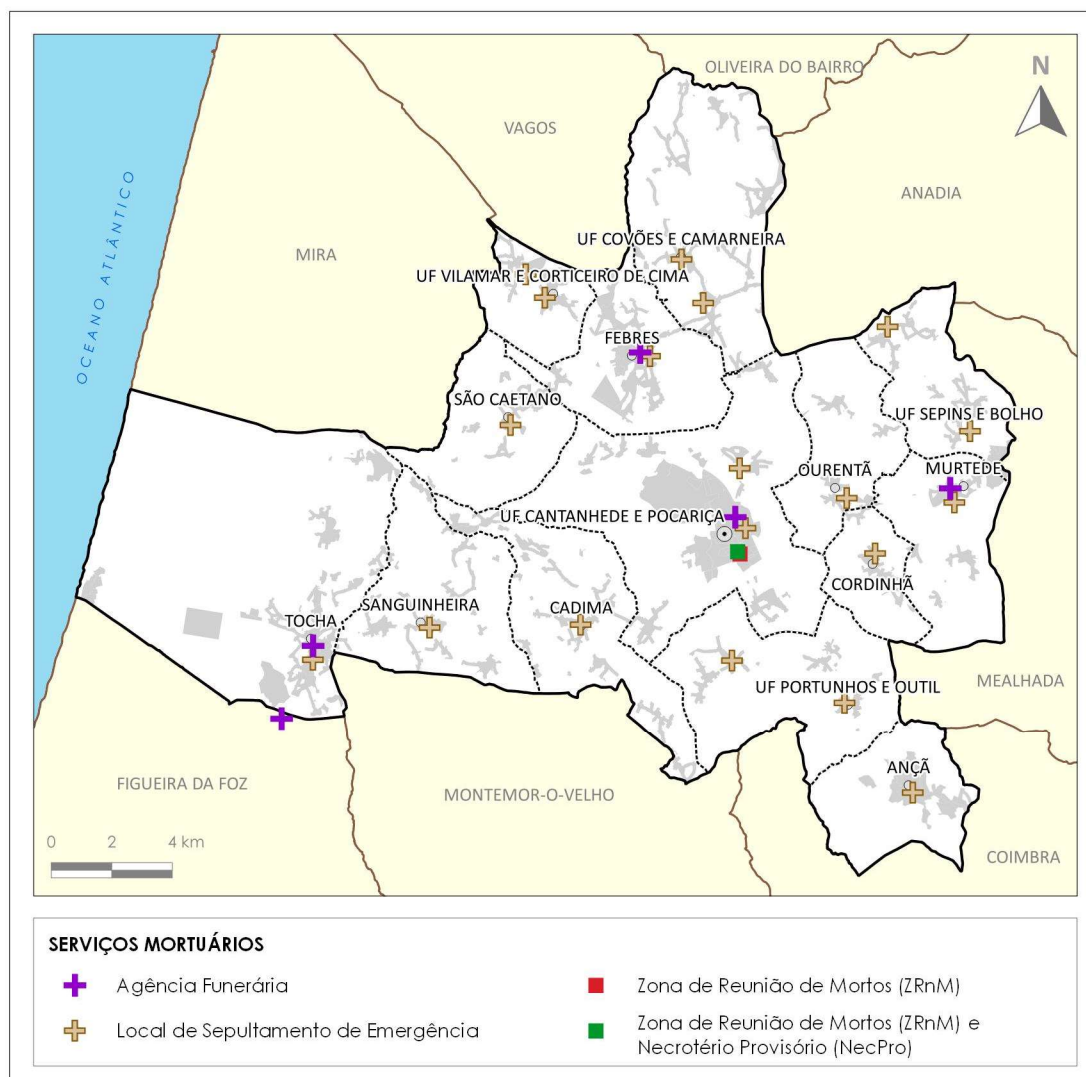 OLIVEIRA DO BAIRRO
N
VAGOS
ANADIA
OCEANO ATLÂNTICO
MIRA
UF COVÕES E CAMARNEIRA
UF VILAMAR E CORTICEIRO DE CIMA
FEBRES
SÃO CAETANO
UF SEPINS E BOLHO
OURENTÃ
MURTEDE
UF CANTANHEDE E POCARIÇA
CORDINHÃ
SANGUINHEIRA
CADIMA
TOCHA
MEALHADA
UF PORTUNHOS E OUTIL
ANÇÃ
FIGUEIRA DA FOZ
MONTEMOR-O-VELHO
COIMBRA
0 2 4 km
SERVIÇOS MORTUÁRIOS
Agência Funerária
Local de Sepultamento de Emergência
Zona de Reunião de Mortos (ZRnM)
Zona de Reunião de Mortos (ZRnM) e
Necrotério Provisório (NecPro)